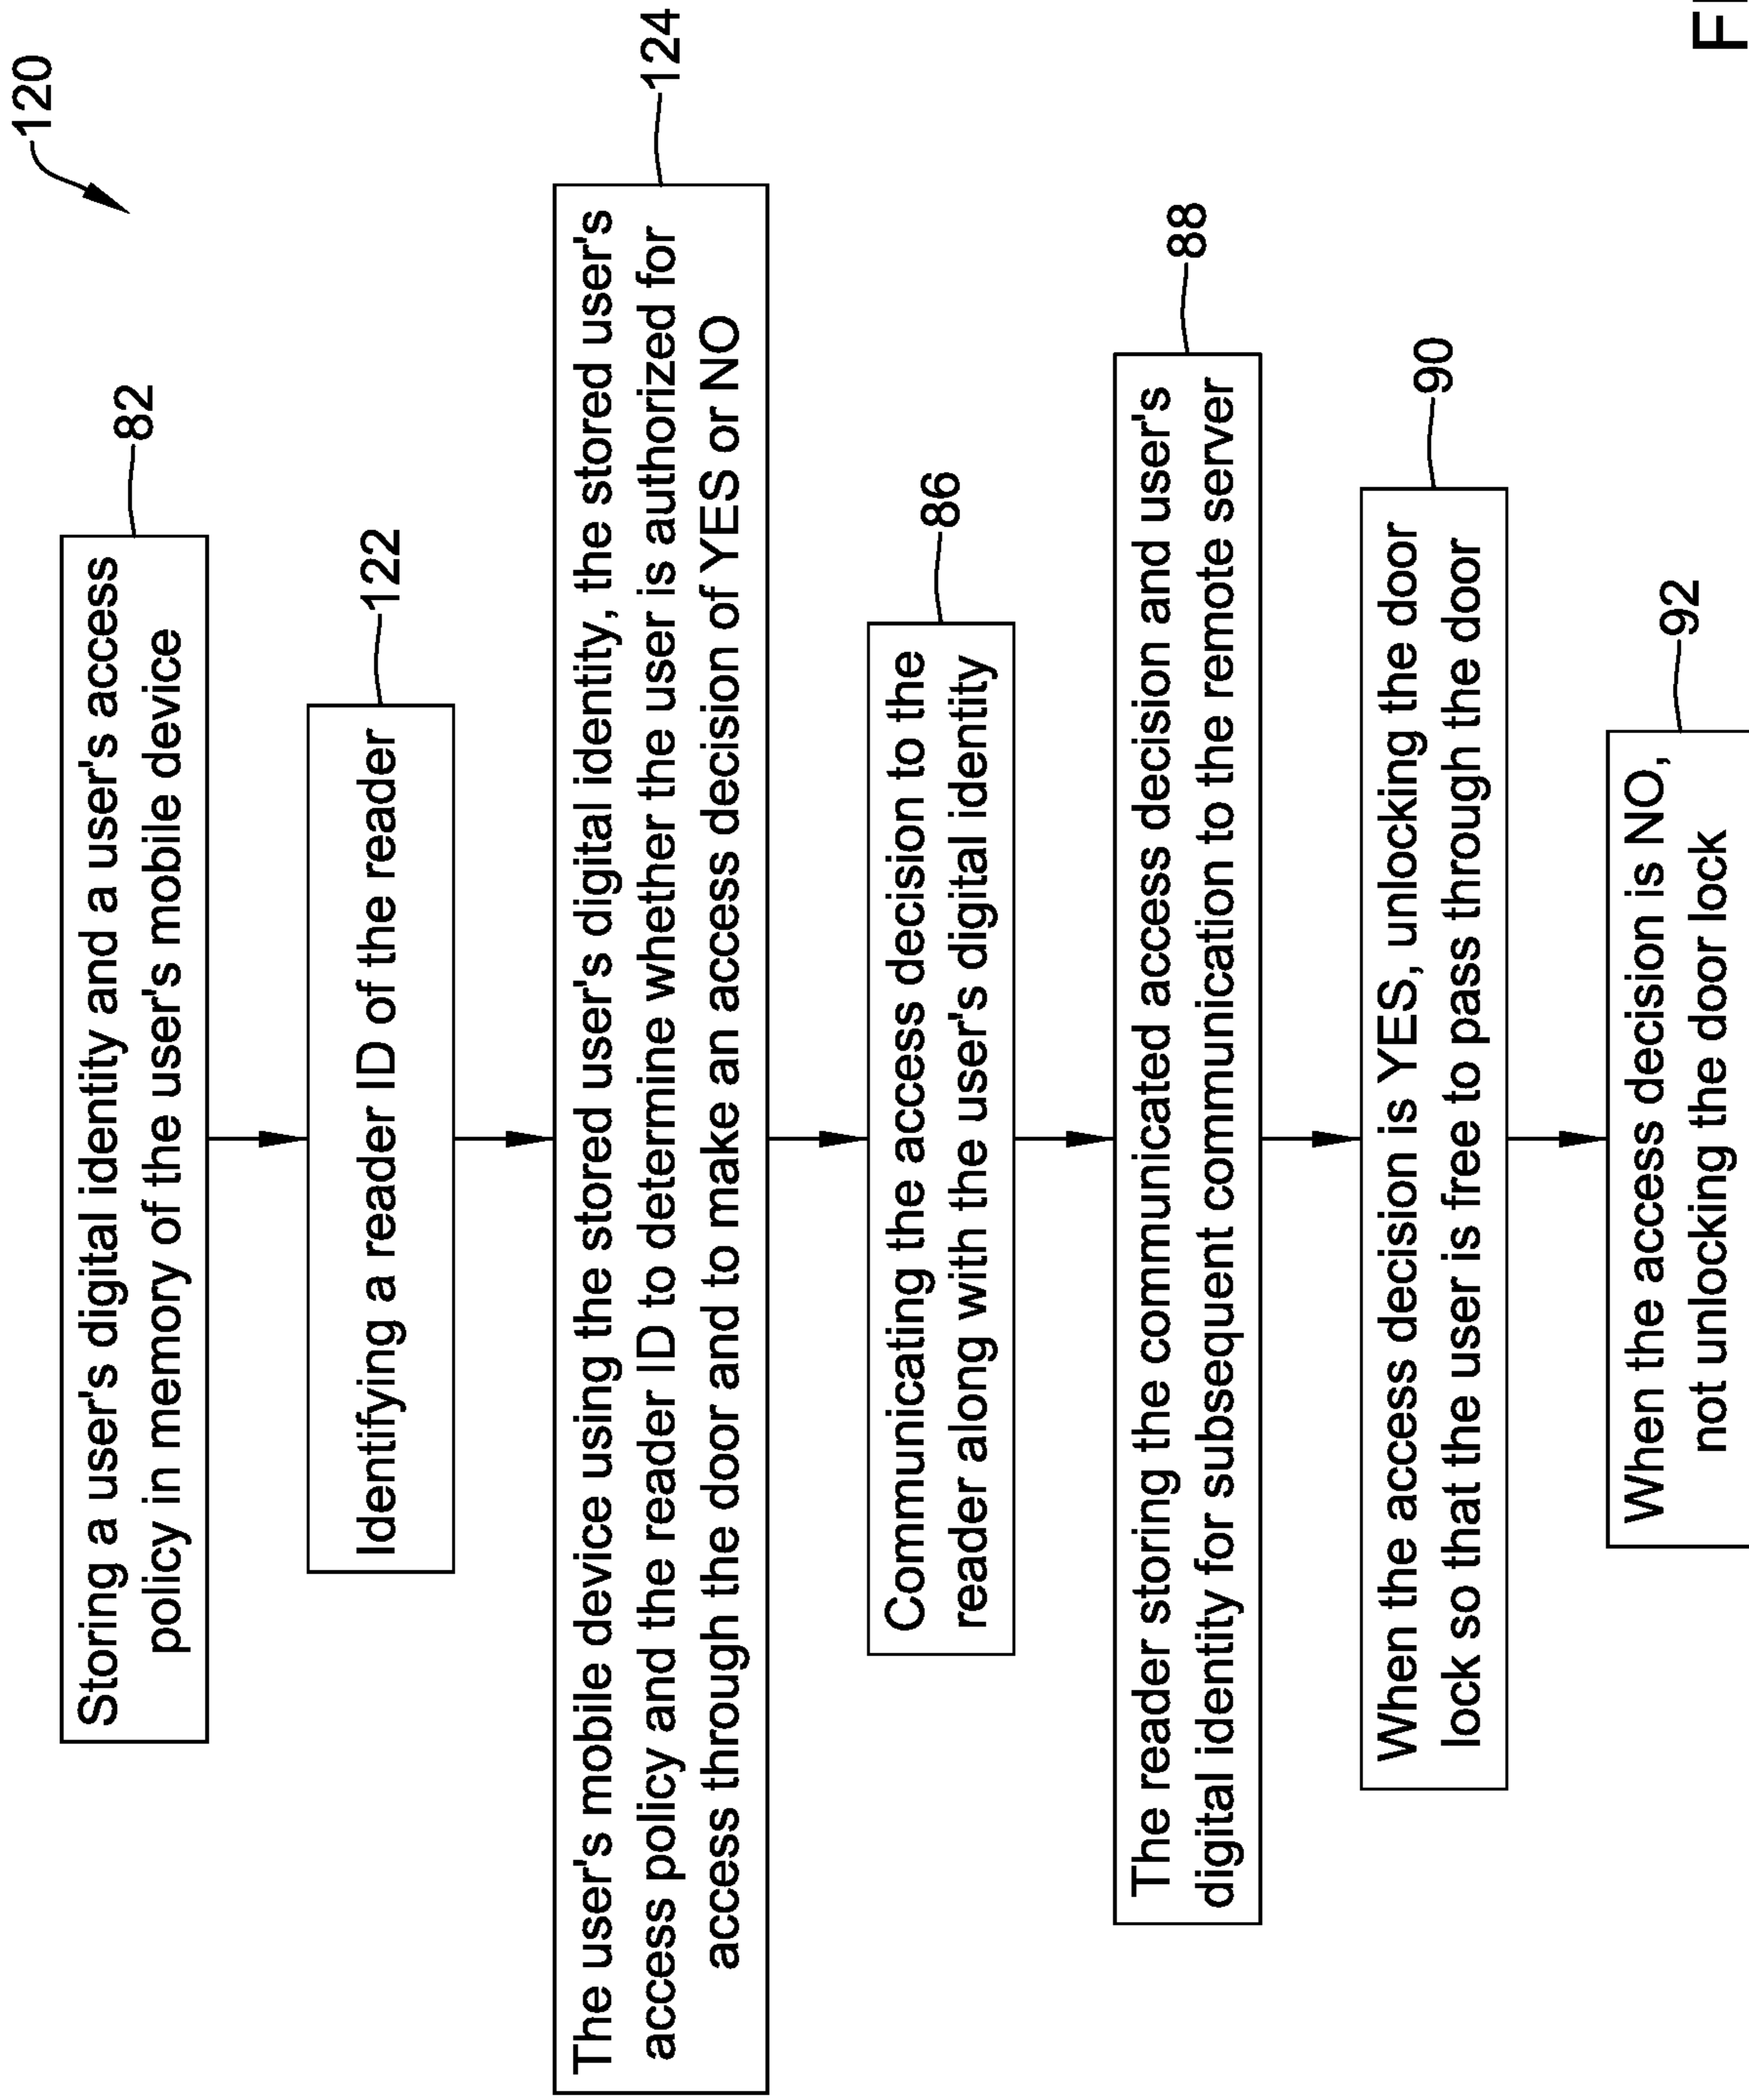 120
Storing a user's digital identity and a user's access
policy in memory of the user's mobile device
82
Identifying a reader ID of the reader
122
The user's mobile device using the stored user's digital identity, the stored user's
access policy and the reader ID to determine whether the user is authorized for
access through the door and to make an access decision of YES or NO
124
Communicating the access decision to the
reader along with the user's digital identity
86
The reader storing the communicated access decision and user's
digital identity for subsequent communication to the remote server
88
When the access decision is YES, unlocking the door
lock so that the user is free to pass through the door
90
When the access decision is NO,
not unlocking the door lock
92